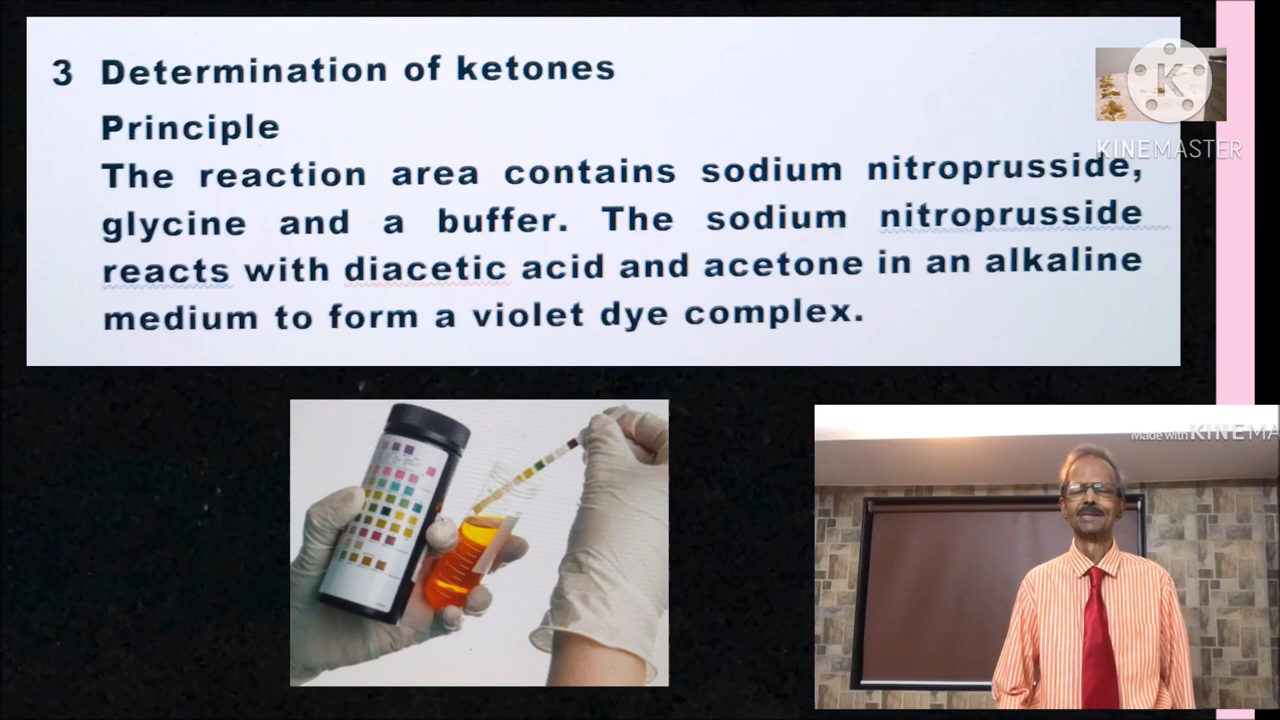 3 Determination of ketones
Principle
The reaction area contains sodium nitroprusside,
glycine and a buffer. The sodium nitroprusside
reacts with diacetic acid and acetone in an alkaline
medium to form a violet dye complex.
K
KINEMASTER
Made with KINEMA